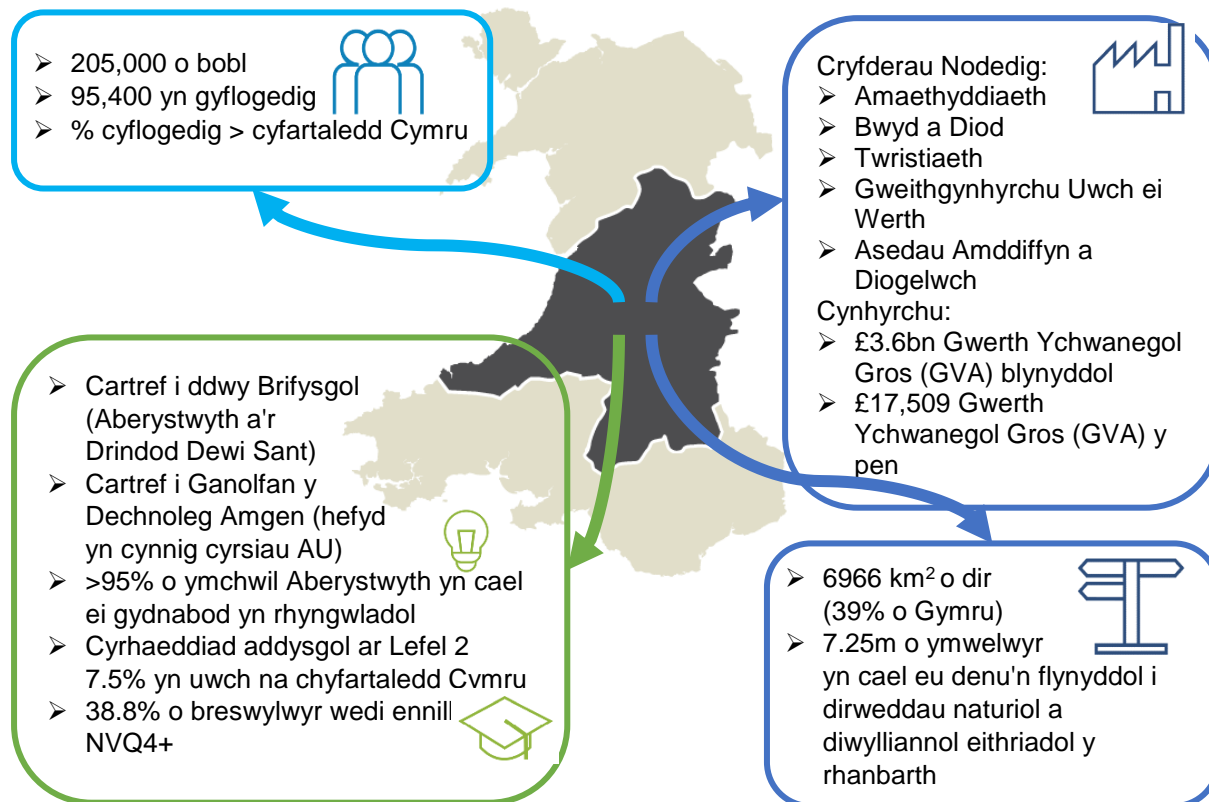 ➢ 205,000 o bobl
➢ 95,400 yn gyflogedig
➢ % cyflogedig > cyfartaledd Cymru
Cryfderau Nodedig:
➢ Amaethyddiaeth
➢ Bwyd a Diod
➢ Twristiaeth
➢ Gweithgynhyrchu Uwch ei
Werth
➢ Asedau Amddiffyn a
Diogelwch
Cynhyrchu:
➢ £3.6bn Gwerth Ychwanegol
Gros (GVA) blynyddol
➢ £17,509 Gwerth
Ychwanegol Gros (GVA) y
pen
➢ Cartref i ddwy Brifysgol
(Aberystwyth a'r
Drindod Dewi Sant)
➢ Cartref i Ganolfan y
Dechnoleg Amgen (hefyd
yn cynnig cyrsiau AU)
➢ >95% o ymchwil Aberystwyth yn cael
ei gydnabod yn rhyngwladol
➢ Cyrhaeddiad addysgol ar Lefel 2
7.5% yn uwch na chyfartaledd Cymru
➢ 38.8% o breswylwyr wedi ennill
NVQ4+
➢ 6966 km² o dir
(39% o Gymru)
➢ 7.25m o ymwelwyr
yn cael eu denu'n flynyddol i
dirweddau naturiol a
diwylliannol eithriadol y
rhanbarth